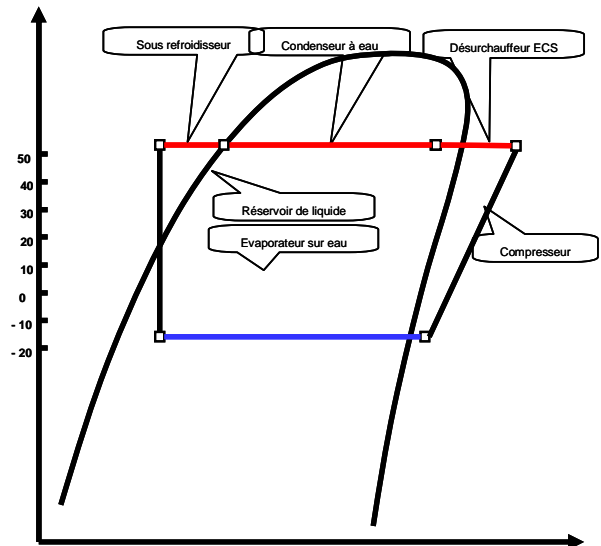 Sous refroidisseur
Condenseur à eau
Désurchauffeur ECS
50
40
30
20
10
0
- 10
- 20
Réservoir de liquide
Evaporateur sur eau
Compresseur